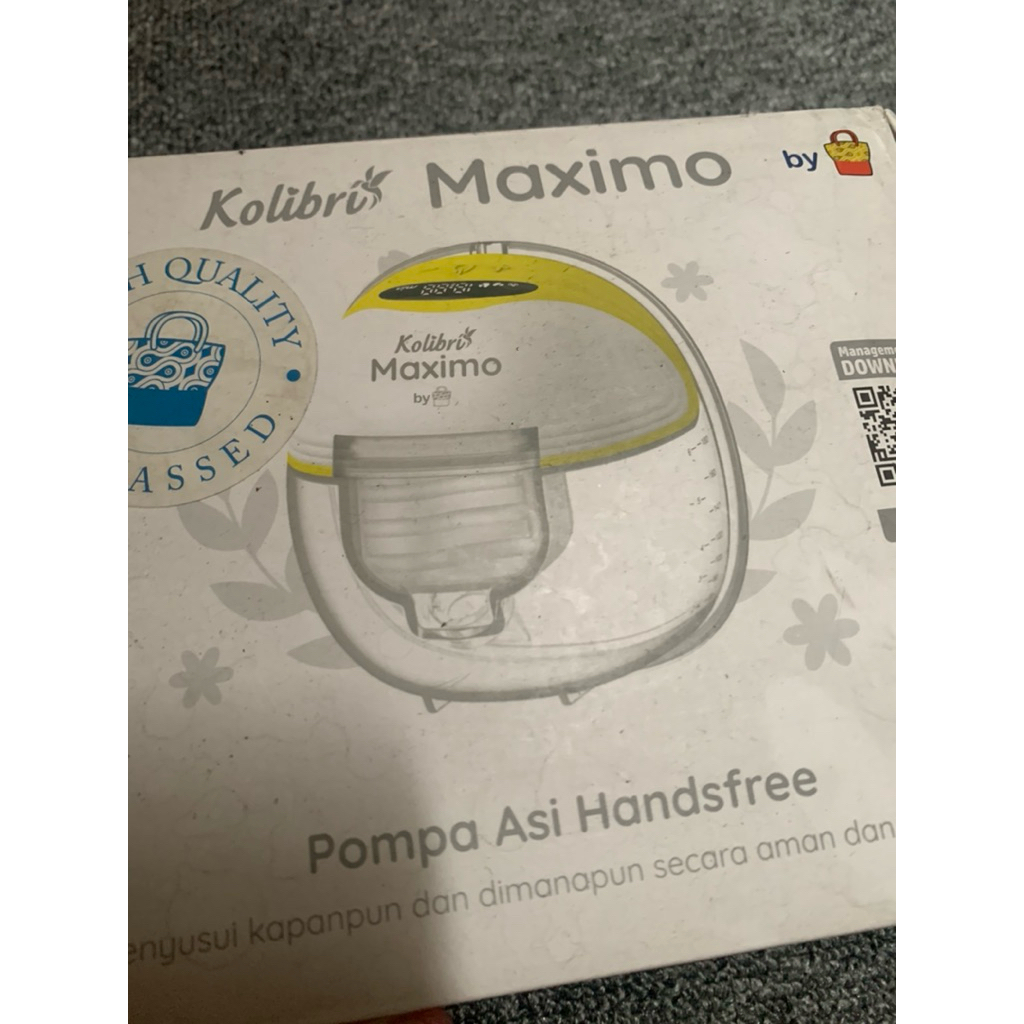 Kolibri Maximo by
H QUALITY
ASSED
Kolibri
Maximo
by
Manageme
DOWN
Pompa Asi Handsfree
enyusui kapanpun dan dimanapun secara aman dan